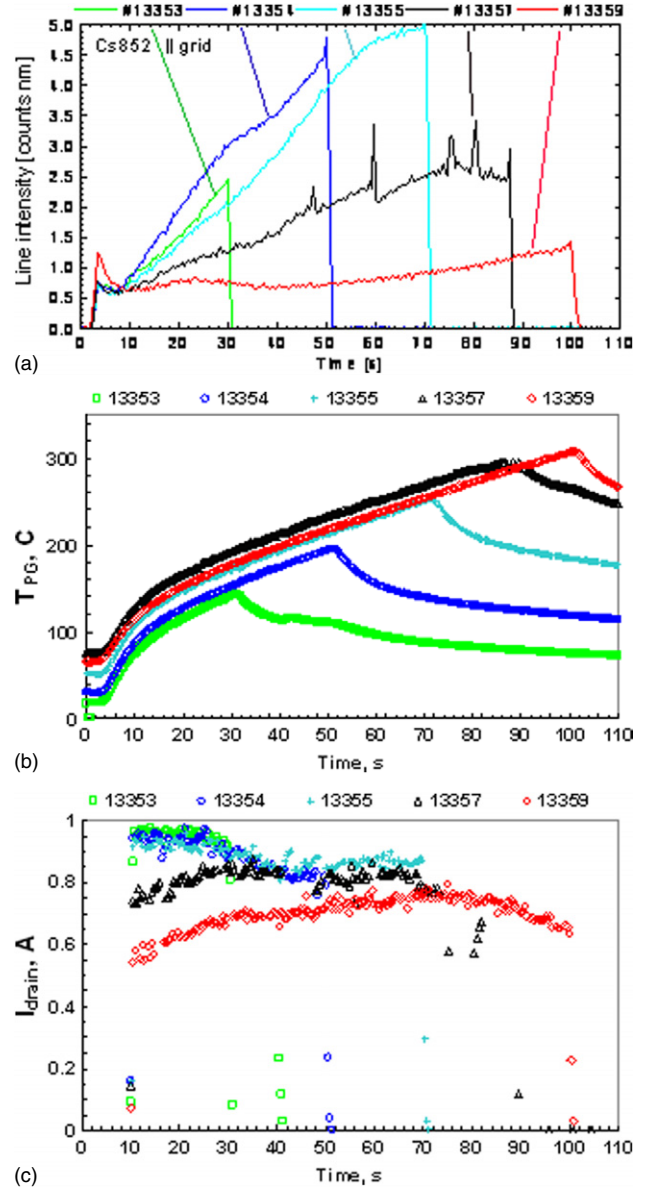 #13353 #13354 #13355 #13357 #13359
5.0
4.5
4.0
3.5
3.0
2.5
2.0
1.5
1.0
0.5
0.0
Cs852 || grid
Line intensity [counts nm]
0 10 20 30 40 50 60 70 80 90 100 110
Time [s]
(a)
13353 13354 13355 13357 13359
300
200
100
0
T PG, C
0 10 20 30 40 50 60 70 80 90 100 110
Time, s
(b)
13353 13354 13355 13357 13359
1
0.8
0.6
0.4
0.2
0
I drain, A
0 10 20 30 40 50 60 70 80 90 100 110
Time, s
(c)